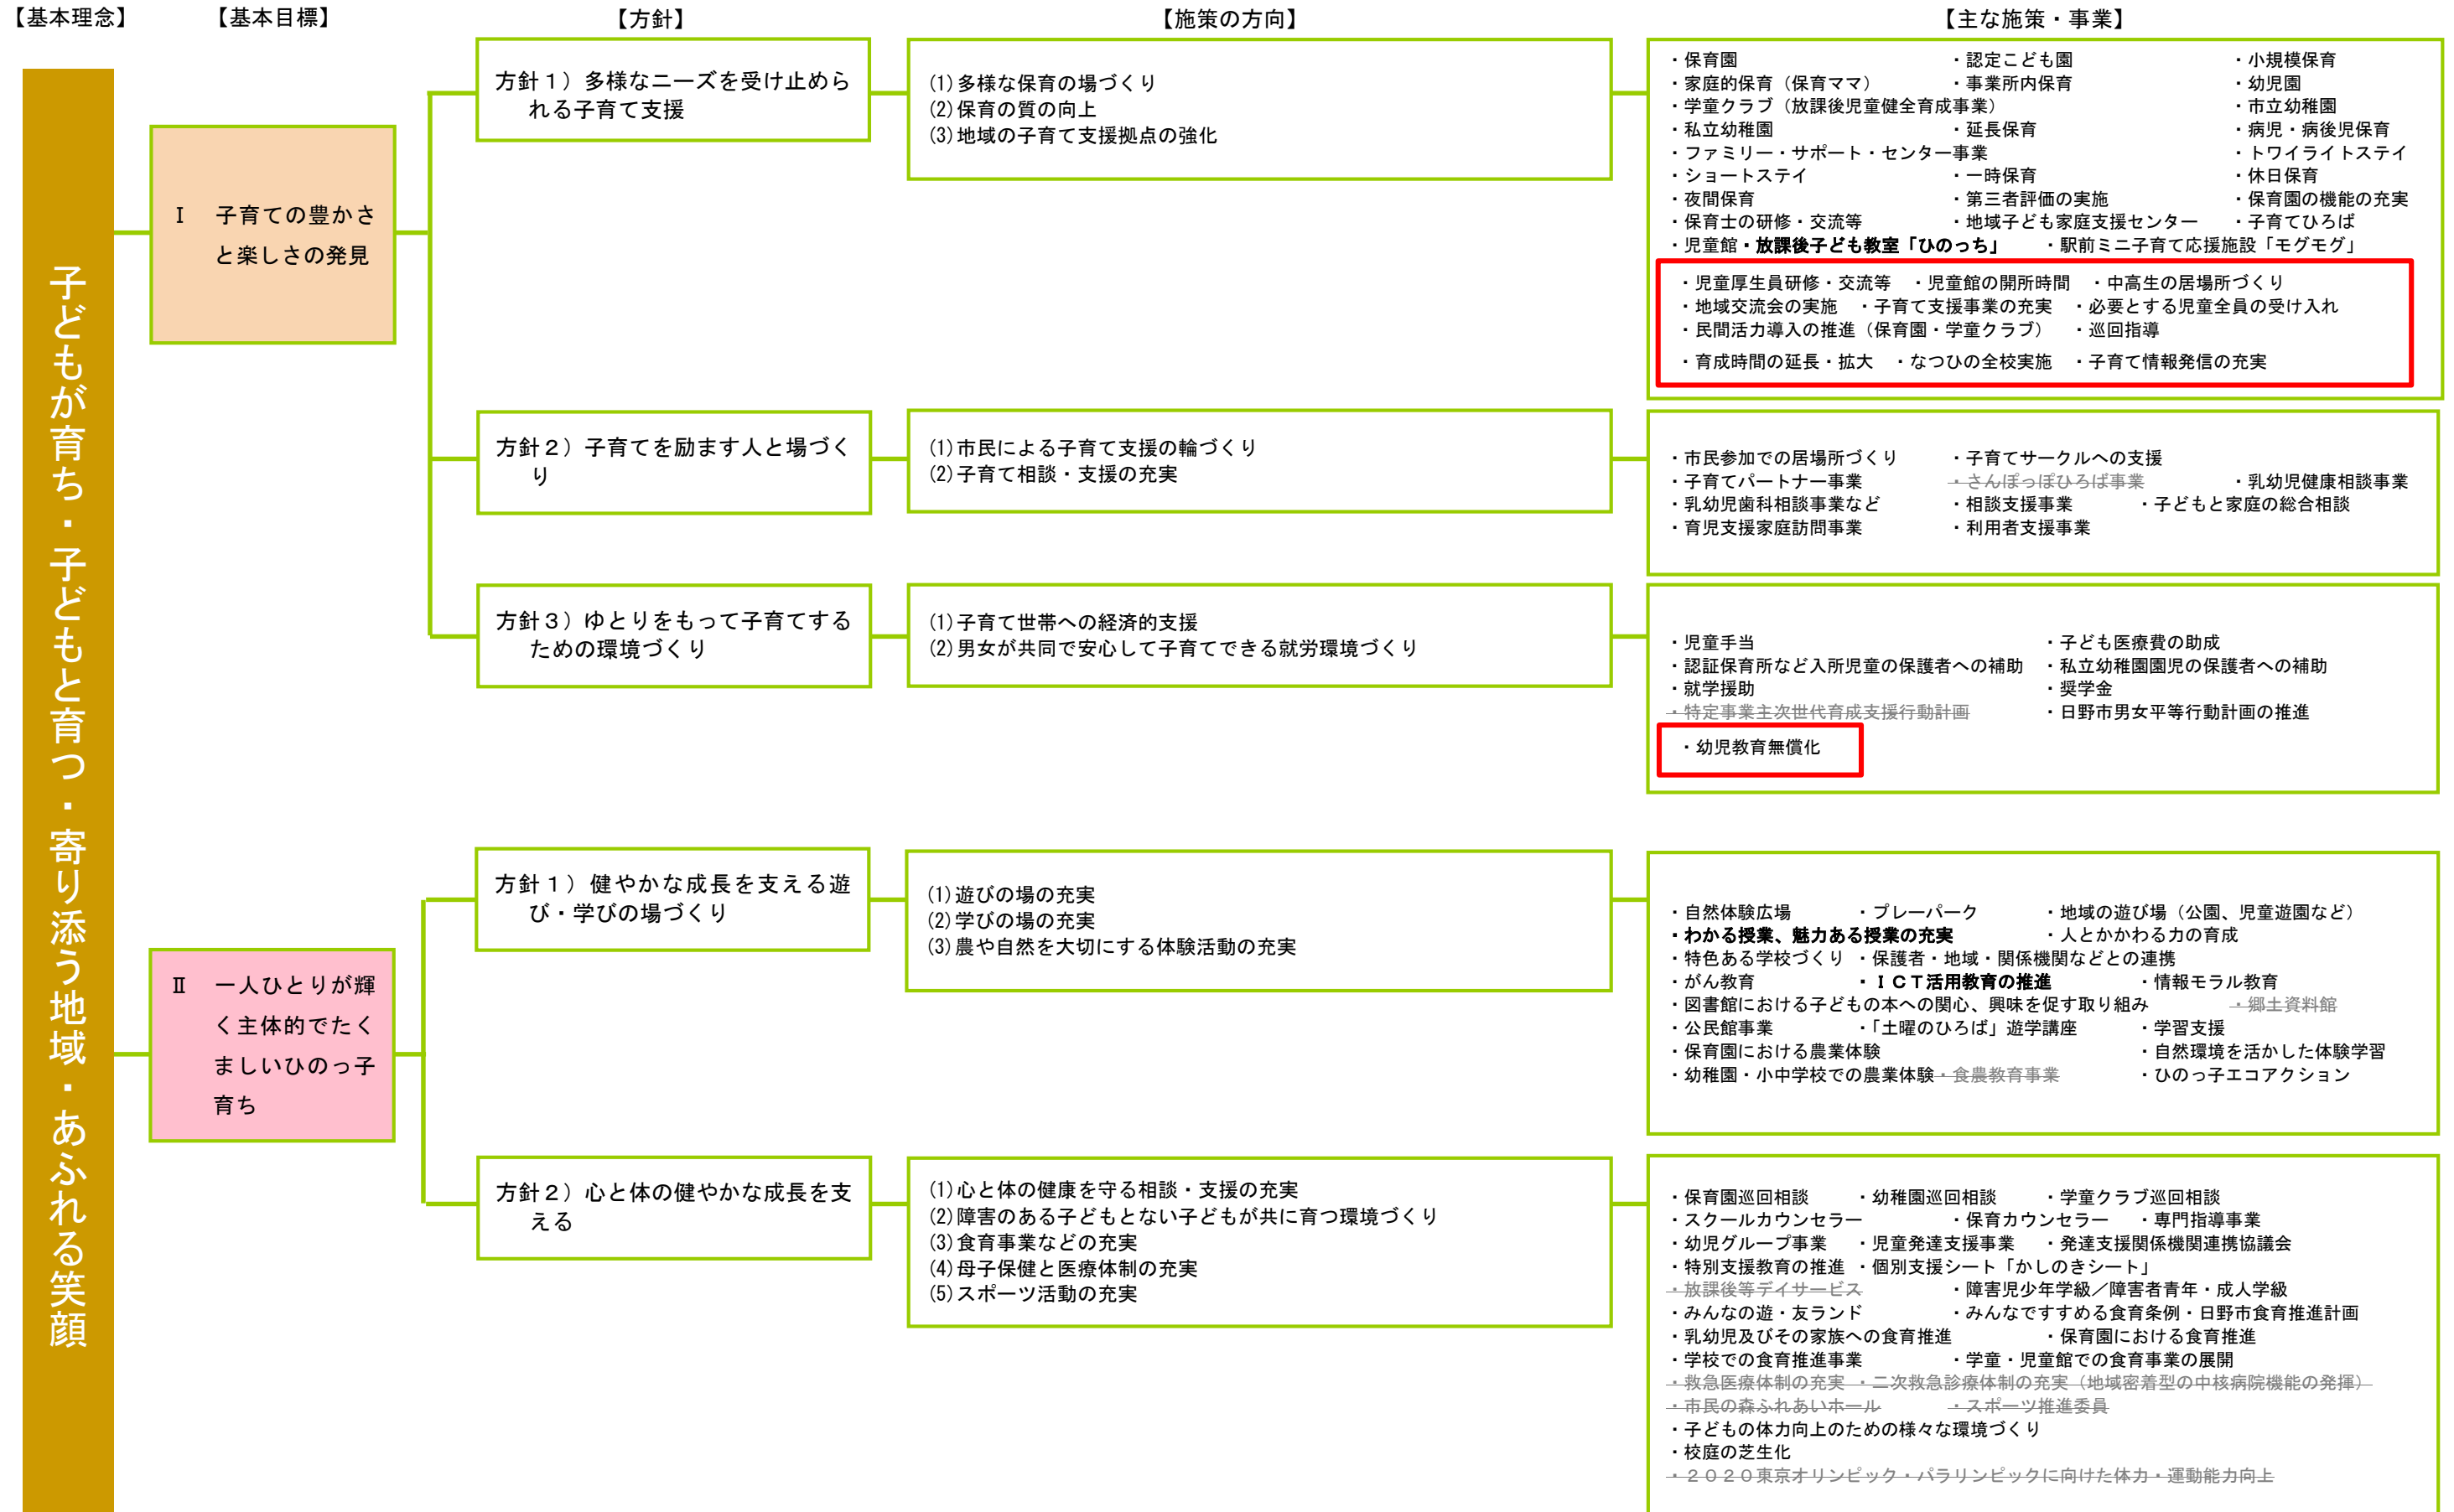 【基本理念】 【基本目標】 【方針】 【施策の方向】 【主な施策・事業】
子どもが育ち・子どもと育つ・寄り添う地域・あふれる笑顔
Ⅰ 子育ての豊かさ
と楽しさの発見
方針１）多様なニーズを受け止めら
れる子育て支援
(1)多様な保育の場づくり
(2)保育の質の向上
(3)地域の子育て支援拠点の強化
・保育園 ・認定こども園 ・小規模保育
・家庭的保育（保育ママ） ・事業所内保育 ・幼児園
・学童クラブ（放課後児童健全育成事業） ・市立幼稚園
・私立幼稚園 ・延長保育 ・病児・病後児保育
・ファミリー・サポート・センター事業 ・トワイライトステイ
・ショートステイ ・一時保育 ・休日保育
・夜間保育 ・第三者評価の実施 ・保育園の機能の充実
・保育士の研修・交流等 ・地域子ども家庭支援センター ・子育てひろば
・児童館・放課後子ども教室「ひのっち」 ・駅前ミニ子育て応援施設「モグモグ」
・児童厚生員研修・交流等 ・児童館の開所時間 ・中高生の居場所づくり
・地域交流会の実施 ・子育て支援事業の充実 ・必要とする児童全員の受け入れ
・民間活力導入の推進（保育園・学童クラブ） ・巡回指導
・育成時間の延長・拡大 ・なつひの全校実施 ・子育て情報発信の充実
方針２）子育てを励ます人と場づく
り
(1)市民による子育て支援の輪づくり
(2)子育て相談・支援の充実
・市民参加での居場所づくり ・子育てサークルへの支援
・子育てパートナー事業 ・さんぽっぽひろば事業 ・乳幼児健康相談事業
・乳幼児歯科相談事業など ・相談支援事業 ・子どもと家庭の総合相談
・育児支援家庭訪問事業 ・利用者支援事業
方針３）ゆとりをもって子育てする
ための環境づくり
(1)子育て世帯への経済的支援
(2)男女が共同で安心して子育てできる就労環境づくり
・児童手当 ・子ども医療費の助成
・認証保育所など入所児童の保護者への補助 ・私立幼稚園園児の保護者への補助
・就学援助 ・奨学金
・特定事業主次世代育成支援行動計画 ・日野市男女平等行動計画の推進
・幼児教育無償化
Ⅱ 一人ひとりが輝
く主体的でたく
ましいひのっ子
育ち
方針１）健やかな成長を支える遊
び・学びの場づくり
(1)遊びの場の充実
(2)学びの場の充実
(3)農や自然を大切にする体験活動の充実
・自然体験広場 ・プレーパーク ・地域の遊び場（公園、児童遊園など）
・わかる授業、魅力ある授業の充実 ・人とかかわる力の育成
・特色ある学校づくり ・保護者・地域・関係機関などとの連携
・がん教育 ・ＩＣＴ活用教育の推進 ・情報モラル教育
・図書館における子どもの本への関心、興味を促す取り組み ・郷土資料館
・公民館事業 ・「土曜のひろば」遊学講座 ・学習支援
・保育園における農業体験 ・自然環境を活かした体験学習
・幼稚園・小中学校での農業体験・食農教育事業 ・ひのっ子エコアクション
方針２）心と体の健やかな成長を支
える
(1)心と体の健康を守る相談・支援の充実
(2)障害のある子どもとない子どもが共に育つ環境づくり
(3)食育事業などの充実
(4)母子保健と医療体制の充実
(5)スポーツ活動の充実
・保育園巡回相談 ・幼稚園巡回相談 ・学童クラブ巡回相談
・スクールカウンセラー ・保育カウンセラー ・専門指導事業
・幼児グループ事業 ・児童発達支援事業 ・発達支援関係機関連携協議会
・特別支援教育の推進 ・個別支援シート「かしのきシート」
・放課後等デイサービス ・障害児少年学級／障害者青年・成人学級
・みんなの遊・友ランド ・みんなですすめる食育条例・日野市食育推進計画
・乳幼児及びその家族への食育推進 ・保育園における食育推進
・学校での食育推進事業 ・学童・児童館での食育事業の展開
・救急医療体制の充実 ・二次救急診療体制の充実（地域密着型の中核病院機能の発揮）
・市民の森ふれあいホール ・スポーツ推進委員
・子どもの体力向上のための様々な環境づくり
・校庭の芝生化
・２０２０東京オリンピック・パラリンピックに向けた体力・運動能力向上